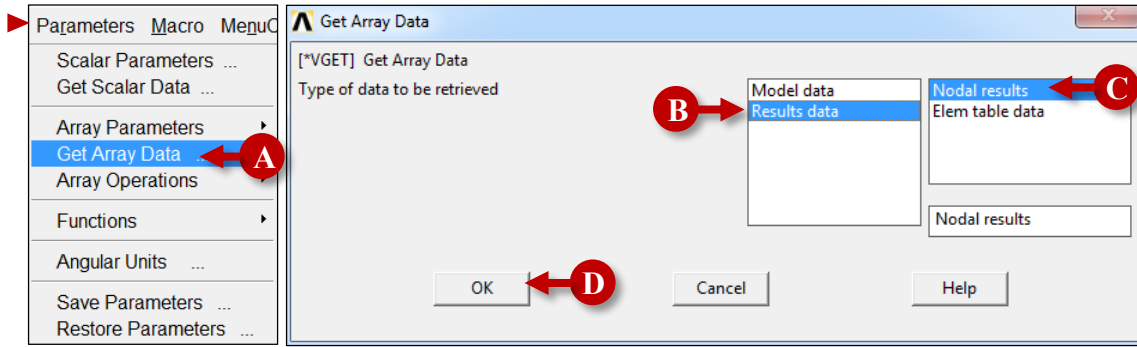 Parameters Macro MenuC
Scalar Parameters ...
Get Scalar Data ...
Array Parameters
Get Array Data ...
Array Operations
Functions
Angular Units ...
Save Parameters ...
Restore Parameters ...
A
Get Array Data
[*VGET] Get Array Data
Type of data to be retrieved
Model data
Results data
B
Nodal results
Elem table data
C
Nodal results
OK
D
Cancel
Help